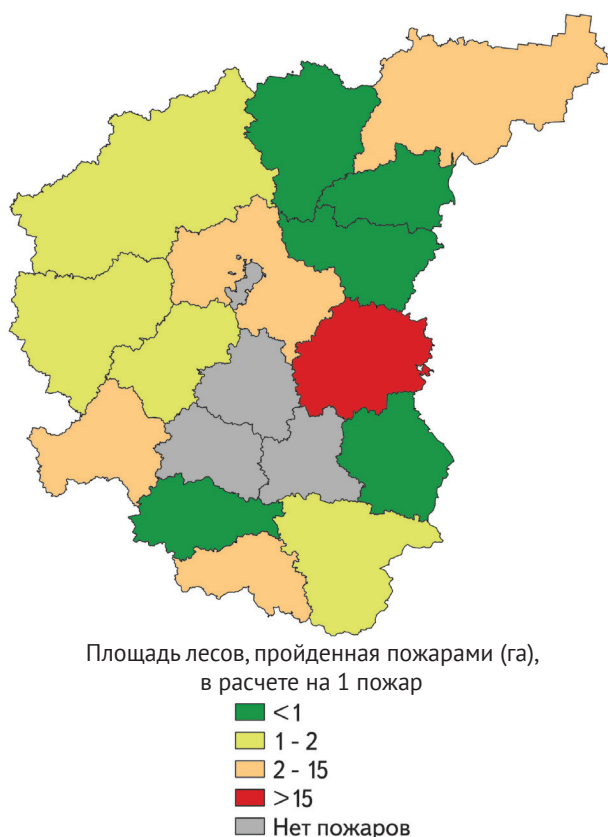 Площадь лесов, пройденная пожарами (га),
в расчете на 1 пожар
<1
1 - 2
2 - 15
>15
Нет пожаров